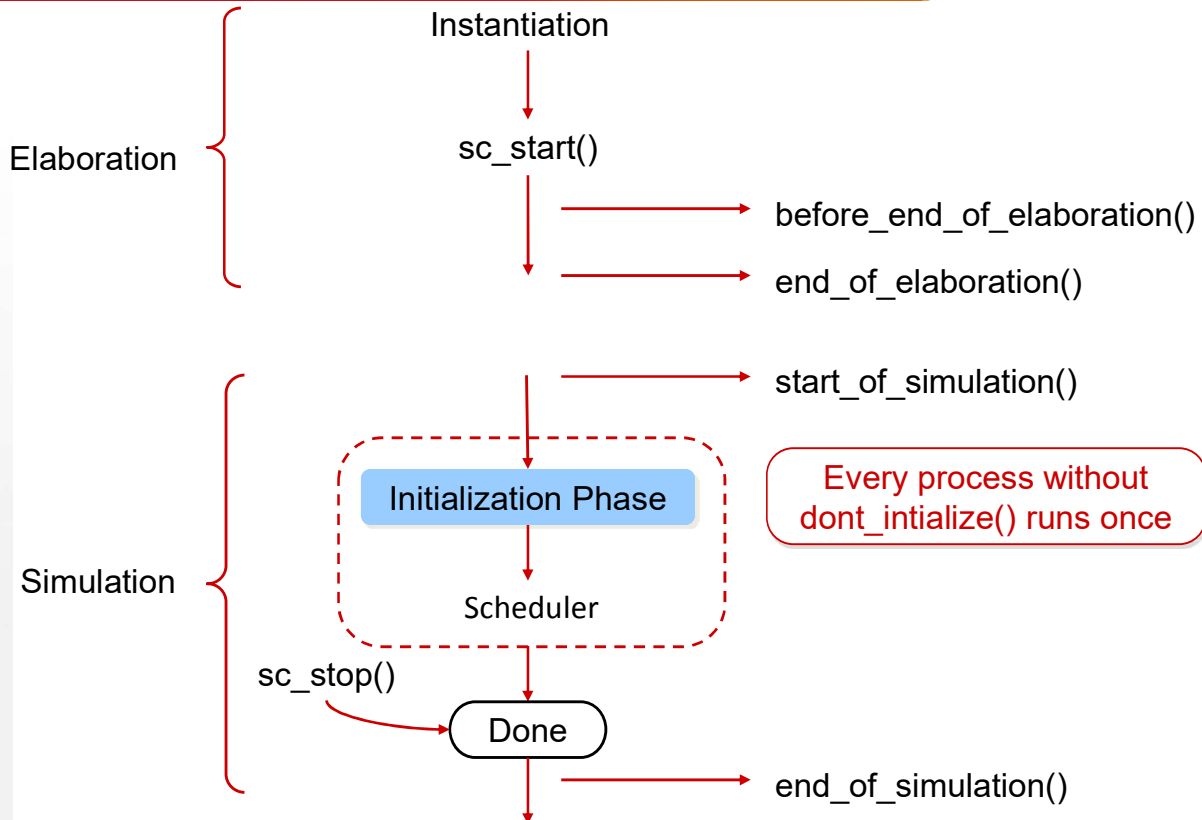 Instantiation
Elaboration
sc_start()
before_end_of_elaboration()
end_of_elaboration()
start_of_simulation()
Initialization Phase
Every process without
dont_intialize() runs once
Simulation
Scheduler
sc_stop()
Done
end_of_simulation()